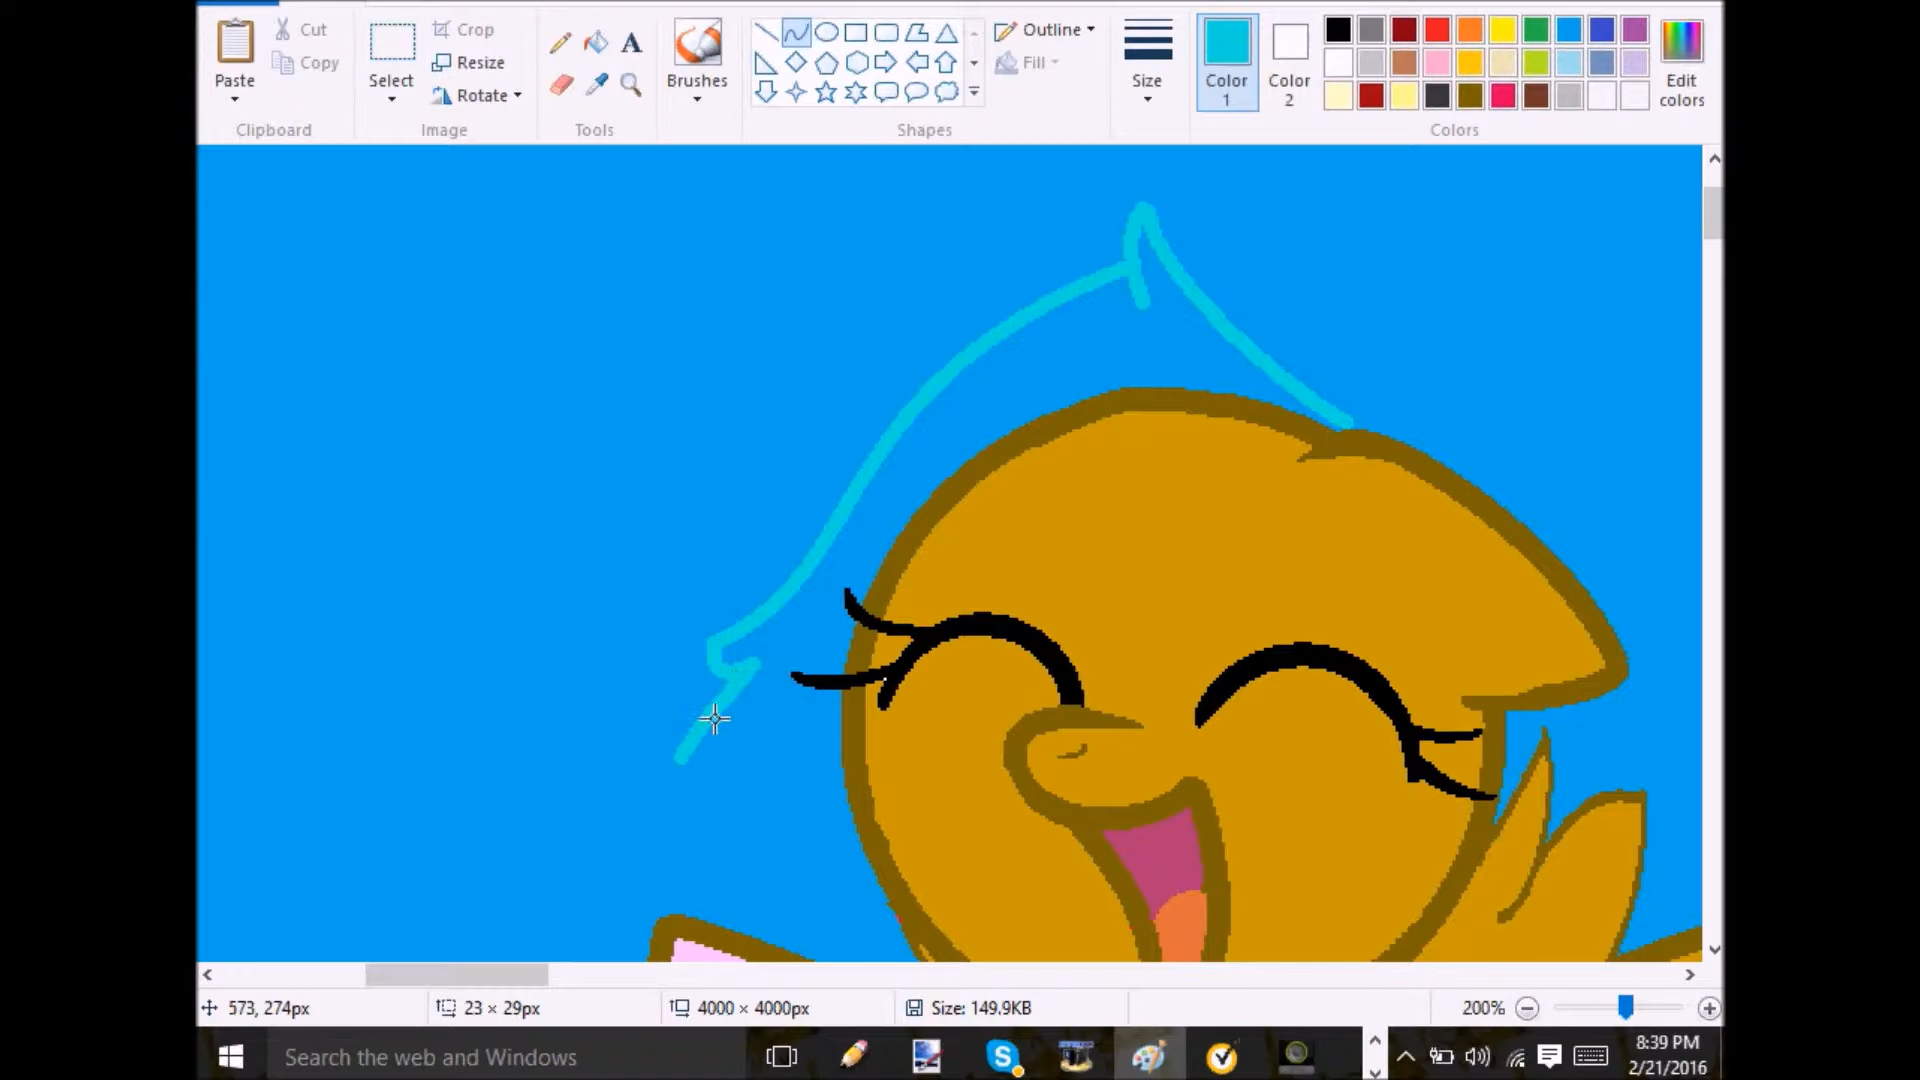 Paste
Cut
Copy
Clipboard
Select
Crop
Resize
Rotate
Image
A
Tools
Brushes
Shapes
Outline
Fill
Size
Color 1
Color 2
Edit colors
Colors
573, 274px
23 × 29px
4000 × 4000px
Size: 149.9KB
200%
Search the web and Windows
8:39 PM
2/21/2016